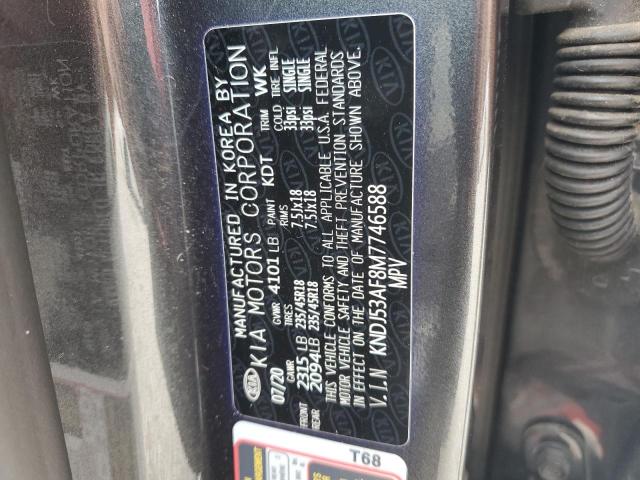 MANUFACTURED IN KOREA BY
KIA KIA MOTORS CORPORATION
07/20 GVWR 4101 LB PAINT KDT TRIM WK
GAWR TIRES RIMS COLD TIRE INFL
FRONT 2315 LB 235/45R18 7.5Jx18 33psi SINGLE
REAR 2094LB 235/45R18 7.5Jx18 33psi SINGLE
THIS VEHICLE CONFORMS TO ALL APPLICABLE U.S.A. FEDERAL
MOTOR VEHICLE SAFETY AND THEFT PREVENTION STANDARDS
IN EFFECT ON THE DATE OF MANUFACTURE SHOWN ABOVE.
V.I.N KNDJ53AF8M7746588
MPV
T68